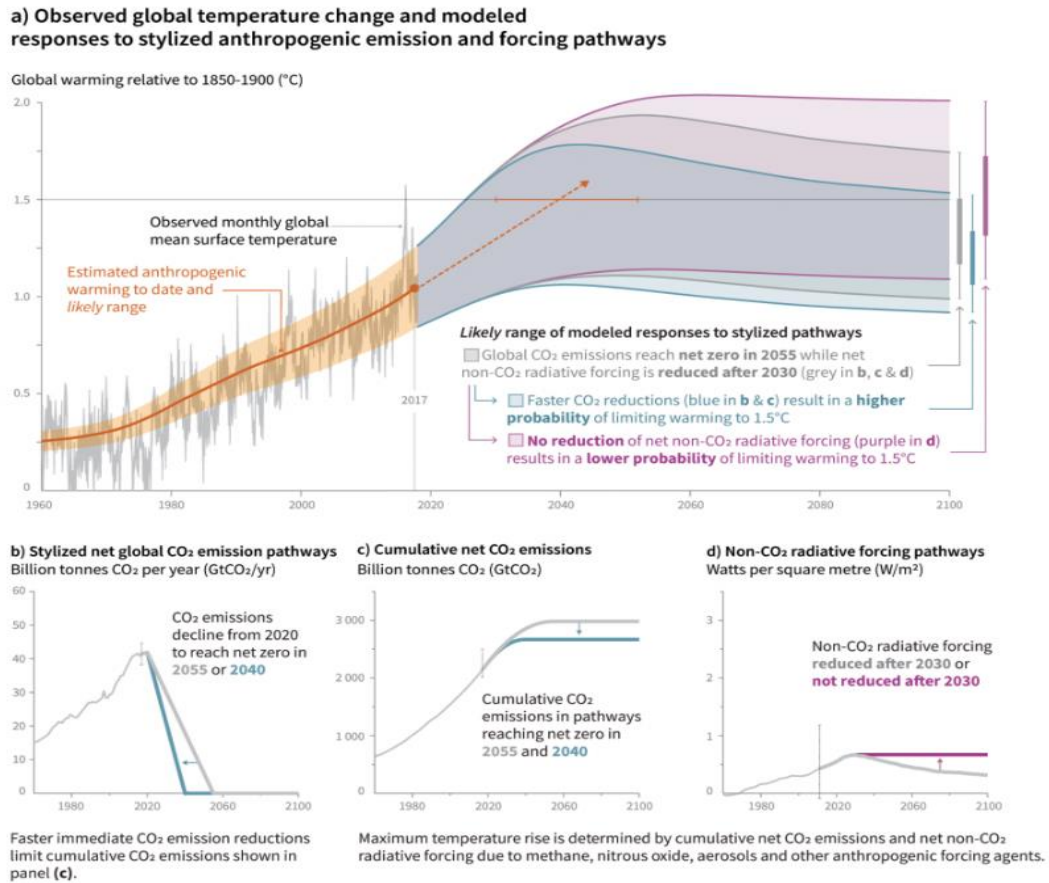 a) Observed global temperature change and modeled
responses to stylized anthropogenic emission and forcing pathways
Global warming relative to 1850-1900 (°C)
2.0
1.5
1.0
0.5
0
Observed monthly global
mean surface temperature
Estimated anthropogenic
warming to date and
likely range
2017
Likely range of modeled responses to stylized pathways
Global CO₂ emissions reach net zero in 2055 while net
non-CO₂ radiative forcing is reduced after 2030 (grey in b, c & d)
Faster CO₂ reductions (blue in b & c) result in a higher
probability of limiting warming to 1.5°C
No reduction of net non-CO₂ radiative forcing (purple in d)
results in a lower probability of limiting warming to 1.5°C
1960 1980 2000 2020 2040 2060 2080 2100
b) Stylized net global CO₂ emission pathways
Billion tonnes CO₂ per year (GtCO₂/yr)
60
50
40
30
20
10
0
CO₂ emissions
decline from 2020
to reach net zero in
2055 or 2040
1980 2020 2060 2100
Faster immediate CO₂ emission reductions
limit cumulative CO₂ emissions shown in
panel (c).
c) Cumulative net CO₂ emissions
Billion tonnes CO₂ (GtCO₂)
3 000
2 000
1 000
0
Cumulative CO₂
emissions in pathways
reaching net zero in
2055 and 2040
1980 2020 2060 2100
d) Non-CO₂ radiative forcing pathways
Watts per square metre (W/m²)
3
2
1
0
Non-CO₂ radiative forcing
reduced after 2030 or
not reduced after 2030
1980 2020 2060 2100
Maximum temperature rise is determined by cumulative net CO₂ emissions and net non-CO₂
radiative forcing due to methane, nitrous oxide, aerosols and other anthropogenic forcing agents.